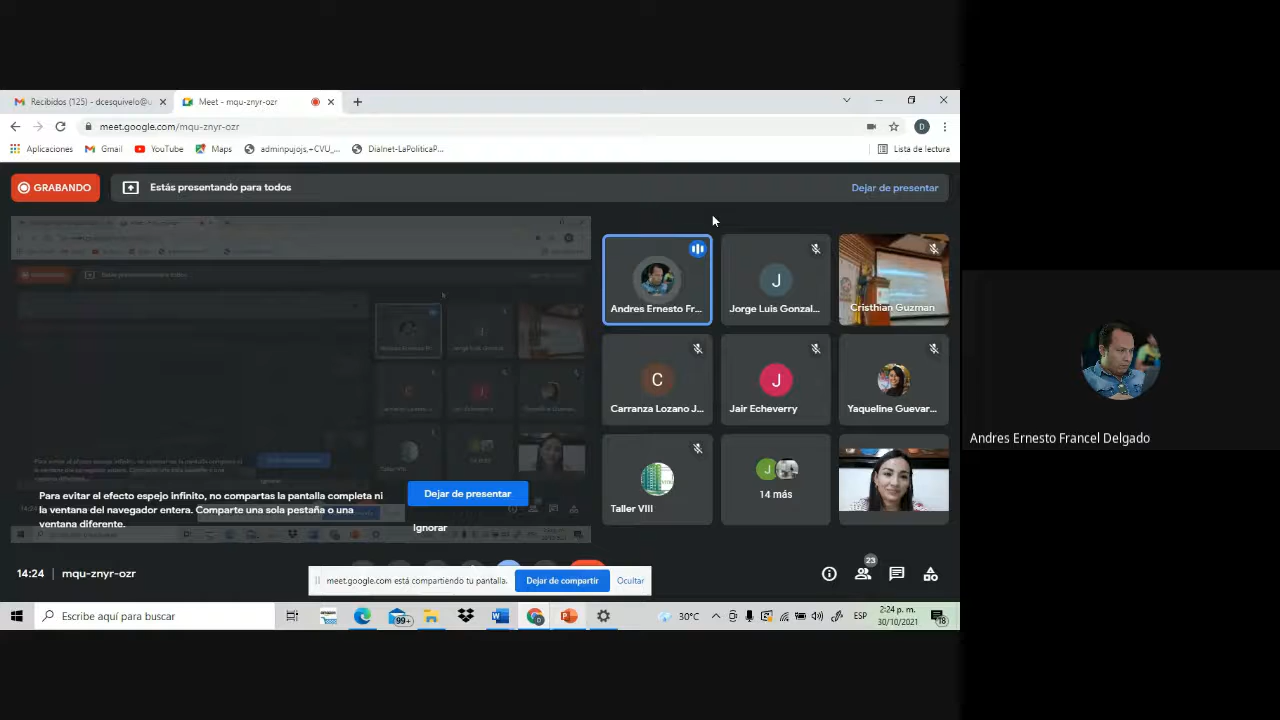 Recibidos (125) - dcesquivelo@u
Meet - mqu-znyr-ozr
meet.google.com/mqu-znyr-ozr
Aplicaciones
Gmail
YouTube
Maps
adminpujojs,+CVU_...
Dialnet-LaPoliticaP...
Lista de lectura
GRABANDO
Estás presentando para todos
Dejar de presentar
Andres Ernesto Fr...
J
Jorge Luis Gonzal...
Cristhian Guzman
C
Carranza Lozano J...
J
Jair Echeverry
Yaqueline Guevar...
Taller VIII
J
14 más
Para evitar el efecto espejo infinito, no compartas la pantalla completa ni
la ventana del navegador entera. Comparte una sola pestaña o una
ventana diferente.
Dejar de presentar
Ignorar
Andres Ernesto Francel Delgado
14:24 | mqu-znyr-ozr
meet.google.com está compartiendo tu pantalla.
Dejar de compartir
Ocultar
23
Escribe aquí para buscar
99+
D
30°C
ESP
2:24 p. m.
30/10/2021
18